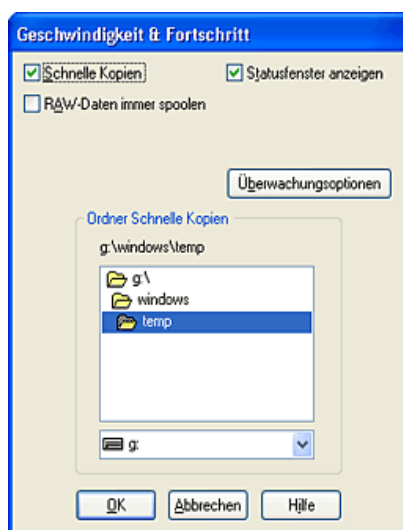 Geschwindigkeit & Fortschritt
Schnelle Kopien
Statusfenster anzeigen
RAW-Daten immer spoolen
Überwachungsoptionen
Ordner Schnelle Kopien
g:\windows\temp
g:\
windows
temp
g:
OK
Abbrechen
Hilfe